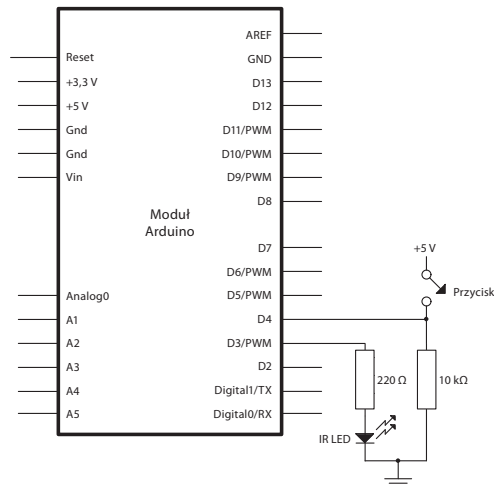 Reset
+3,3 V
+5 V
Gnd
Gnd
Vin
Analog0
A1
A2
A3
A4
A5
Moduł
Arduino
AREF
GND
D13
D12
D11/PWM
D10/PWM
D9/PWM
D8
D7
D6/PWM
D5/PWM
D4
D3/PWM
D2
Digital1/TX
Digital0/RX
+5 V
Przycisk
220 Ω
10 kΩ
IR LED